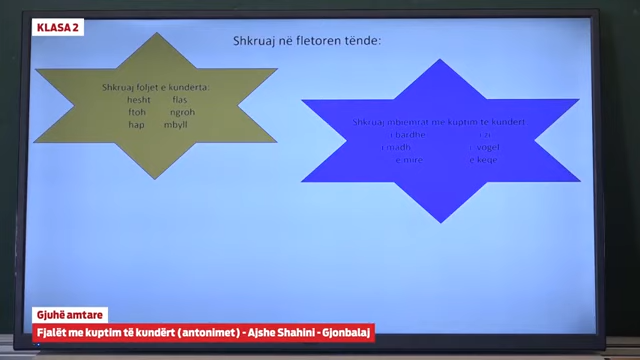 KLASA 2
Shkruaj në fletoren tënde:
Shkruaj foljet e kundërta:
hesht flas
ftoh ngroh
hap mbyll
Shkruaj mbiemrat me kuptim të kundërt
i bardhë i zi
i madh i vogël
e mirë e keqe
Gjuhë amtare
Fjalët me kuptim të kundërt (antonimet) - Ajshe Shahini - Gjonbalaj